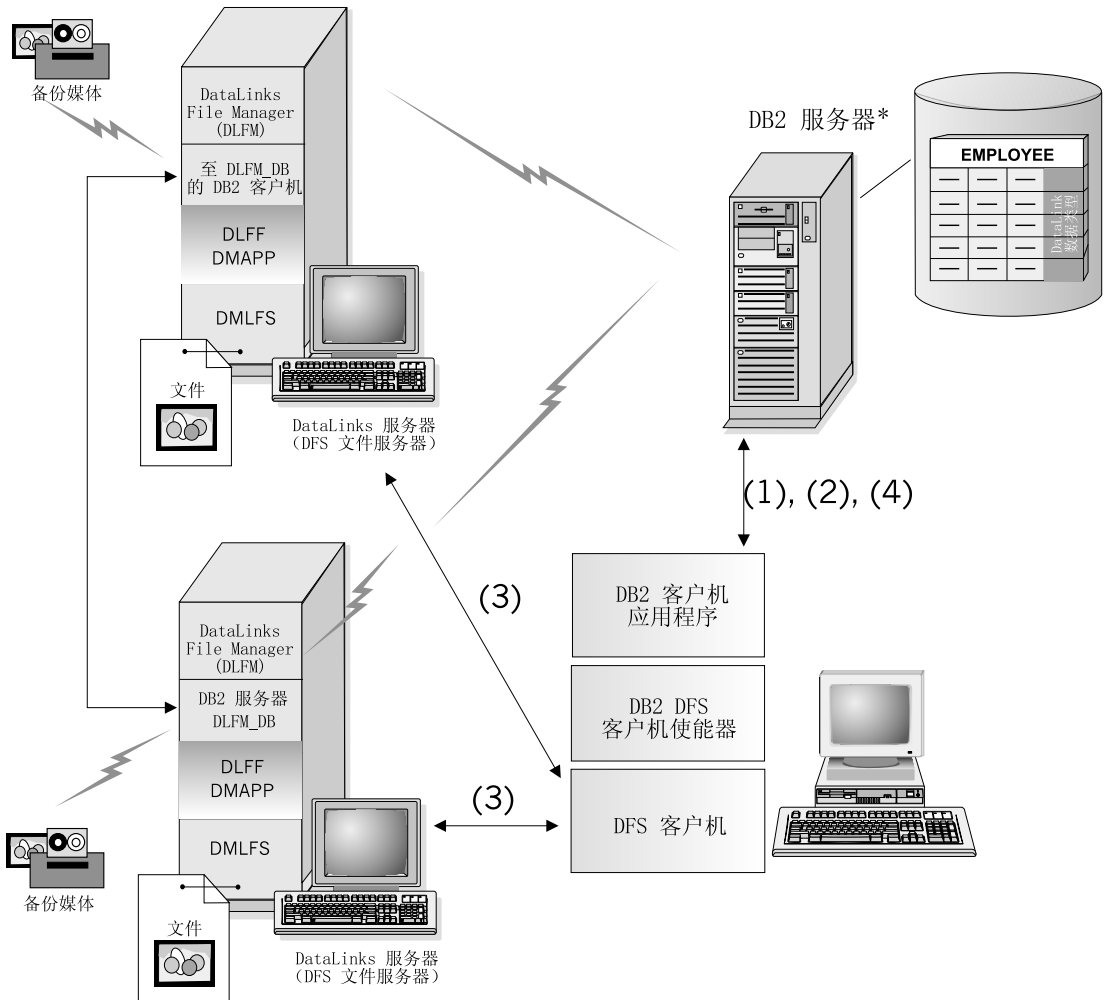 备份媒体
DataLinks
File Manager
(DLFM)
至 DLFM_DB
的 DB2 客户机
DLFF
DMAPP
DMLFS
文件
DataLinks 服务器
(DFS 文件服务器)
DB2 服务器*
EMPLOYEE
DataLink
数据类型
(1), (2), (4)
(3)
DB2 客户机
应用程序
DB2 DFS
客户机使能器
DFS 客户机
(3)
DataLinks
File Manager
(DLFM)
DB2 服务器
DLFM_DB
DLFF
DMAPP
DMLFS
备份媒体
文件
DataLinks 服务器
(DFS 文件服务器)